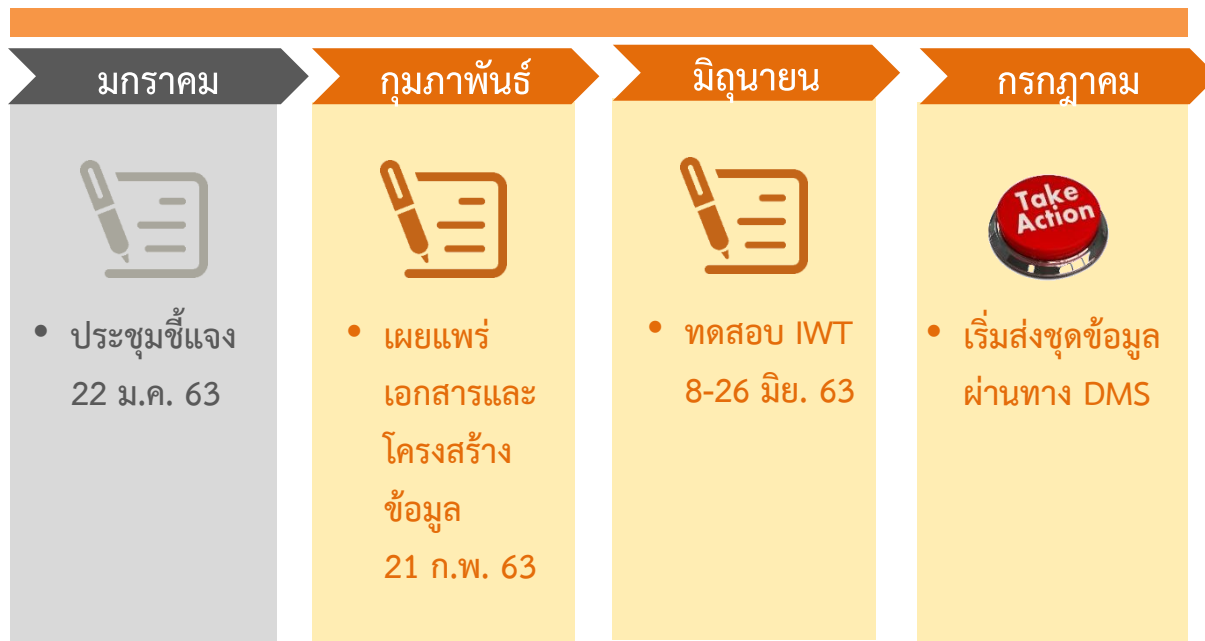 มกราคม
• ประชุมชี้แจง
22 ม.ค. 63
กุมภาพันธ์
• เผยแพร่
เอกสารและ
โครงสร้าง
ข้อมูล
21 ก.พ. 63
มิถุนายน
• ทดสอบ IWT
8-26 มิย. 63
กรกฎาคม
Take
Action
• เริ่มส่งชุดข้อมูล
ผ่านทาง DMS